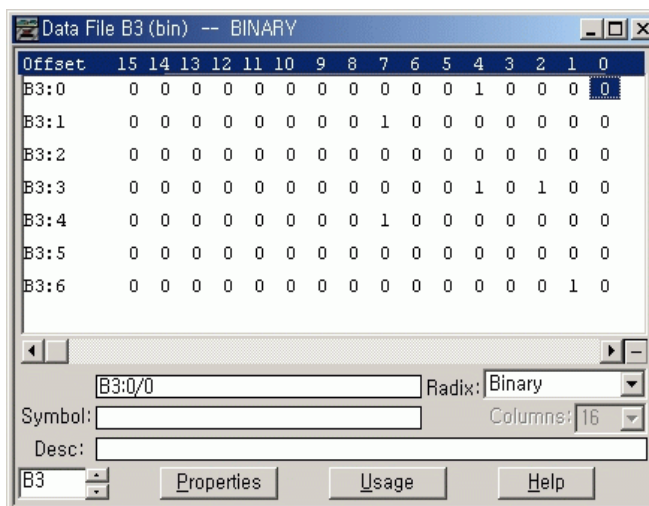 Data File B3 (bin) -- BINARY
Offset 15 14 13 12 11 10 9 8 7 6 5 4 3 2 1 0
B3:0 0 0 0 0 0 0 0 0 0 0 0 1 0 0 0 0
B3:1 0 0 0 0 0 0 0 0 1 0 0 0 0 0 0 0
B3:2 0 0 0 0 0 0 0 0 0 0 0 0 0 0 0 0
B3:3 0 0 0 0 0 0 0 0 0 0 0 1 0 1 0 0
B3:4 0 0 0 0 0 0 0 0 1 0 0 0 0 0 0 0
B3:5 0 0 0 0 0 0 0 0 0 0 0 0 0 0 0 0
B3:6 0 0 0 0 0 0 0 0 0 0 0 0 0 0 1 0
B3:0/0 Radix: Binary
Symbol: Columns: 16
Desc:
B3 Properties Usage Help